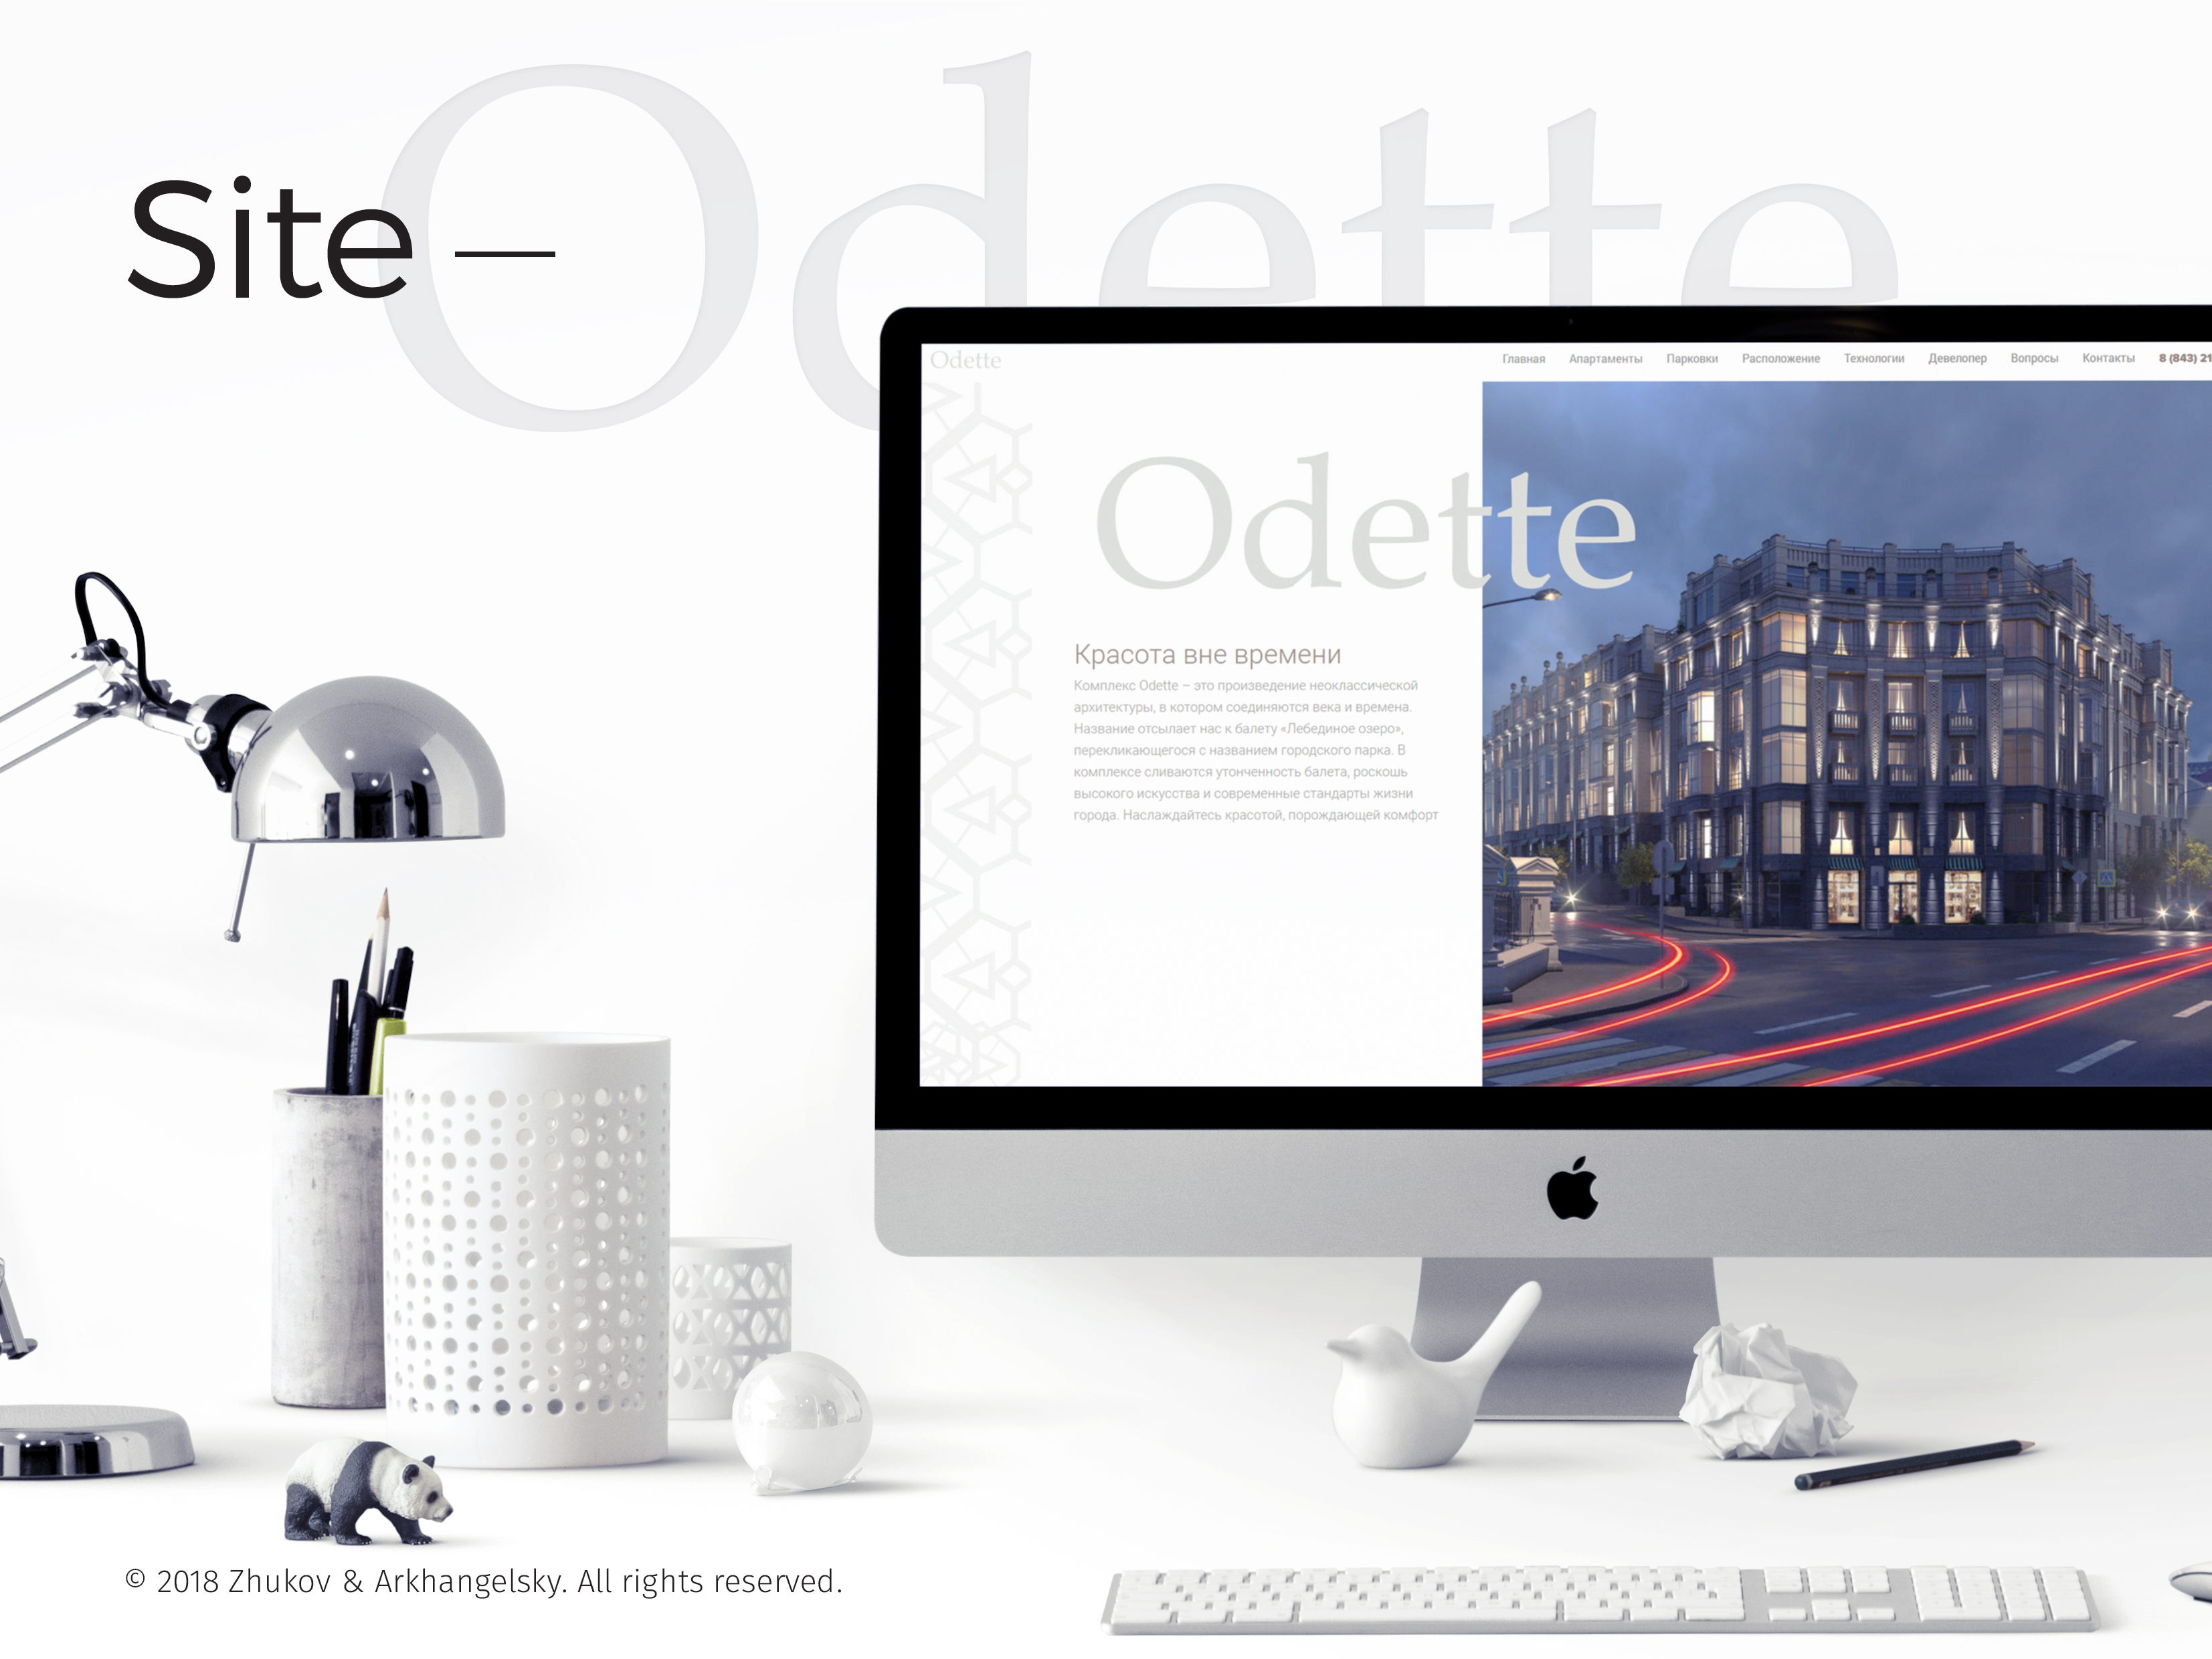 Odette
Site —
Odette
Главная Апартаменты Парковки Расположение Технологии Девелопер Вопросы Контакты 8 (843) 21
Odette
Красота вне времени
Комплекс Odette – это произведение неоклассической
архитектуры, в котором соединяются века и времена.
Название отсылает нас к балету «Лебединое озеро»,
перекликающегося с названием городского парка. В
комплексе сливаются утонченность балета, роскошь
высокого искусства и современные стандарты жизни
города. Наслаждайтесь красотой, порождающей комфорт
© 2018 Zhukov & Arkhangelsky. All rights reserved.